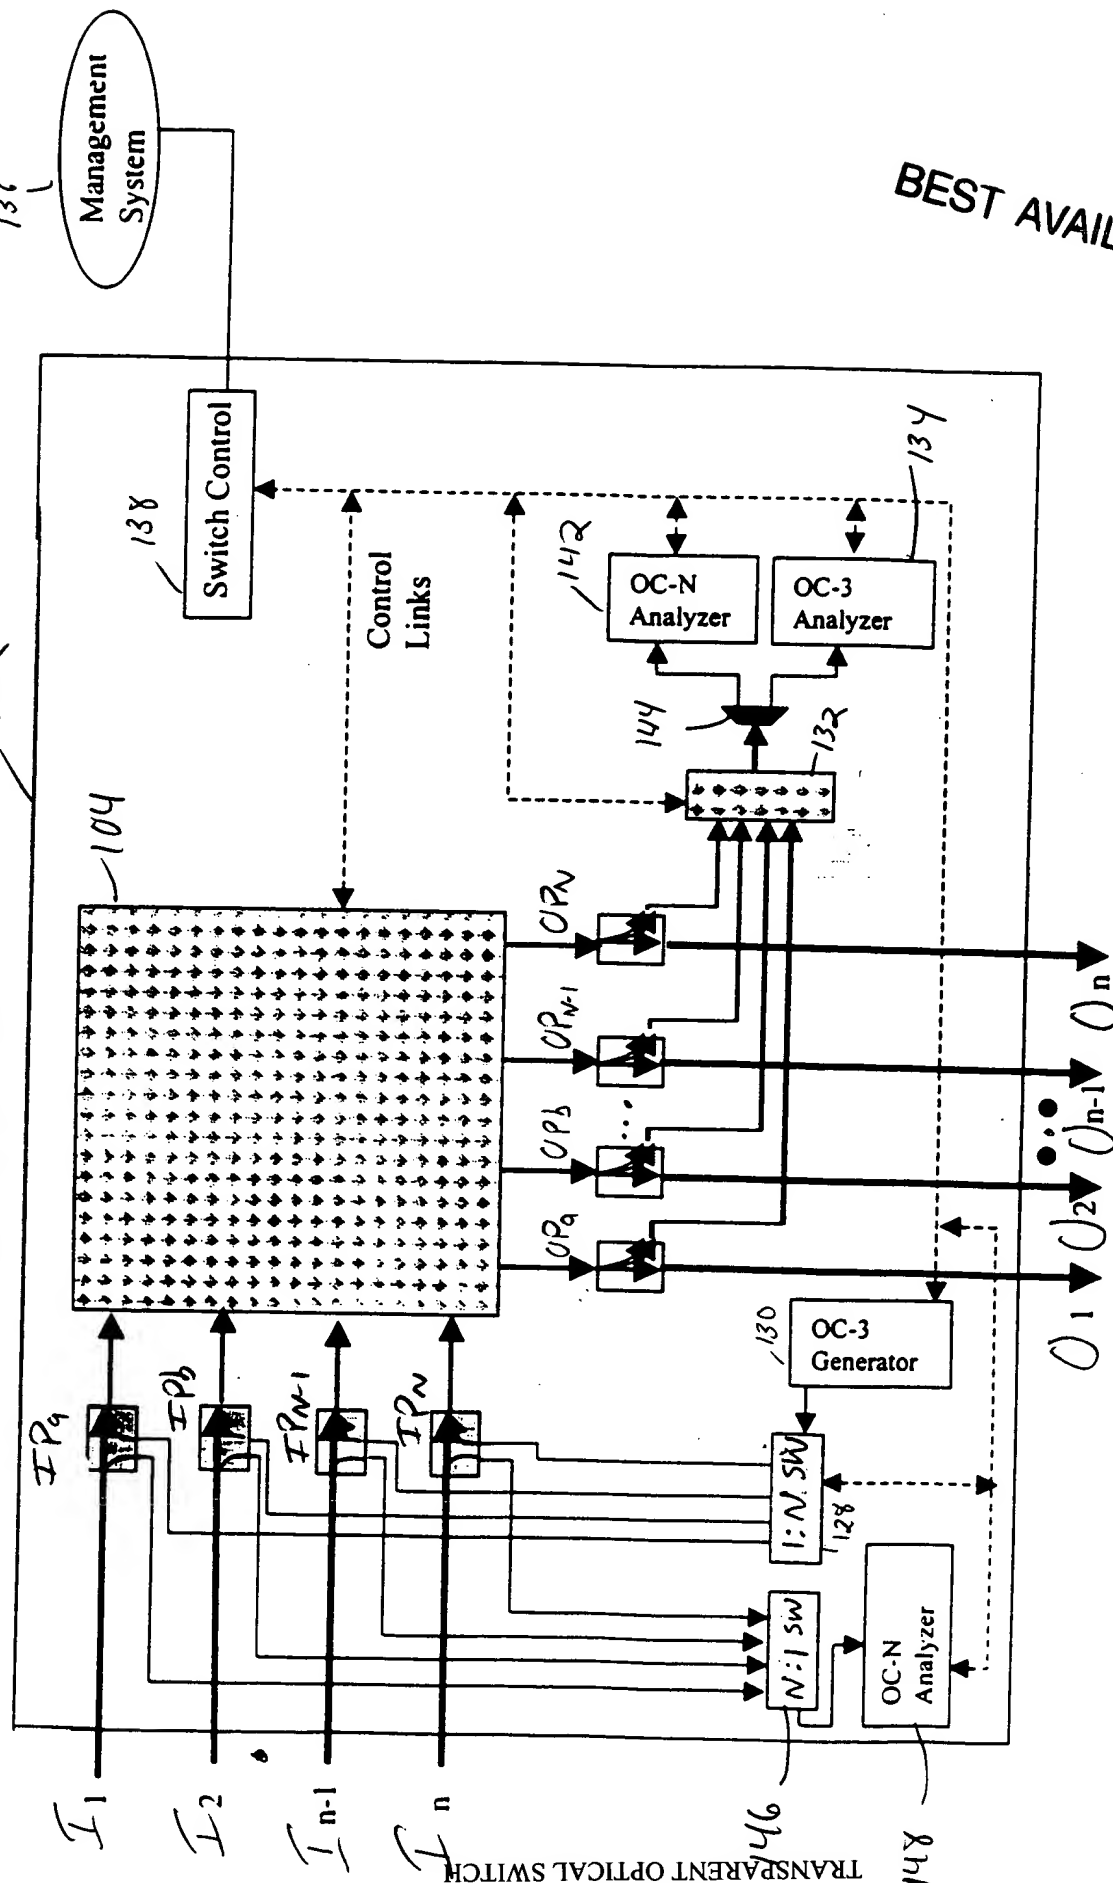 136
Management
System
BEST AVAIL
138
Switch Control
Control
Links
104
142
OC-N
Analyzer
134
OC-3
Analyzer
144
132
OPN
OPN-1
OPb
OPa
IPa
IPb
IPN-1
IPN
130
OC-3
Generator
1:N SW
128
N:1 SW
146
OC-N
Analyzer
148
I1
I2
In-1
In
O1
O2
On-1
On
TRANSPARENT OPTICAL SWITCH